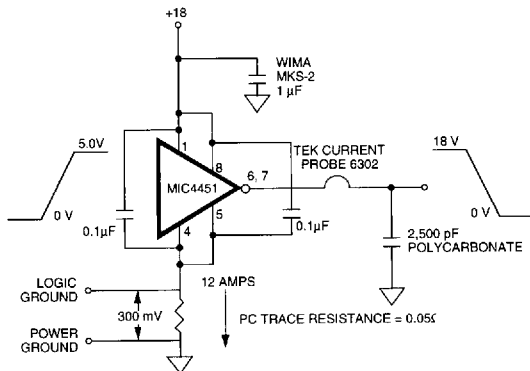 +18
WIMA
MKS-2
1 µF
5.0V
0 V
0.1µF
1
8
MIC4451
6, 7
5
4
0.1µF
TEK CURRENT
PROBE 6302
18 V
0 V
2,500 pF
POLYCARBONATE
LOGIC
GROUND
300 mV
POWER
GROUND
12 AMPS
PC TRACE RESISTANCE = 0.05